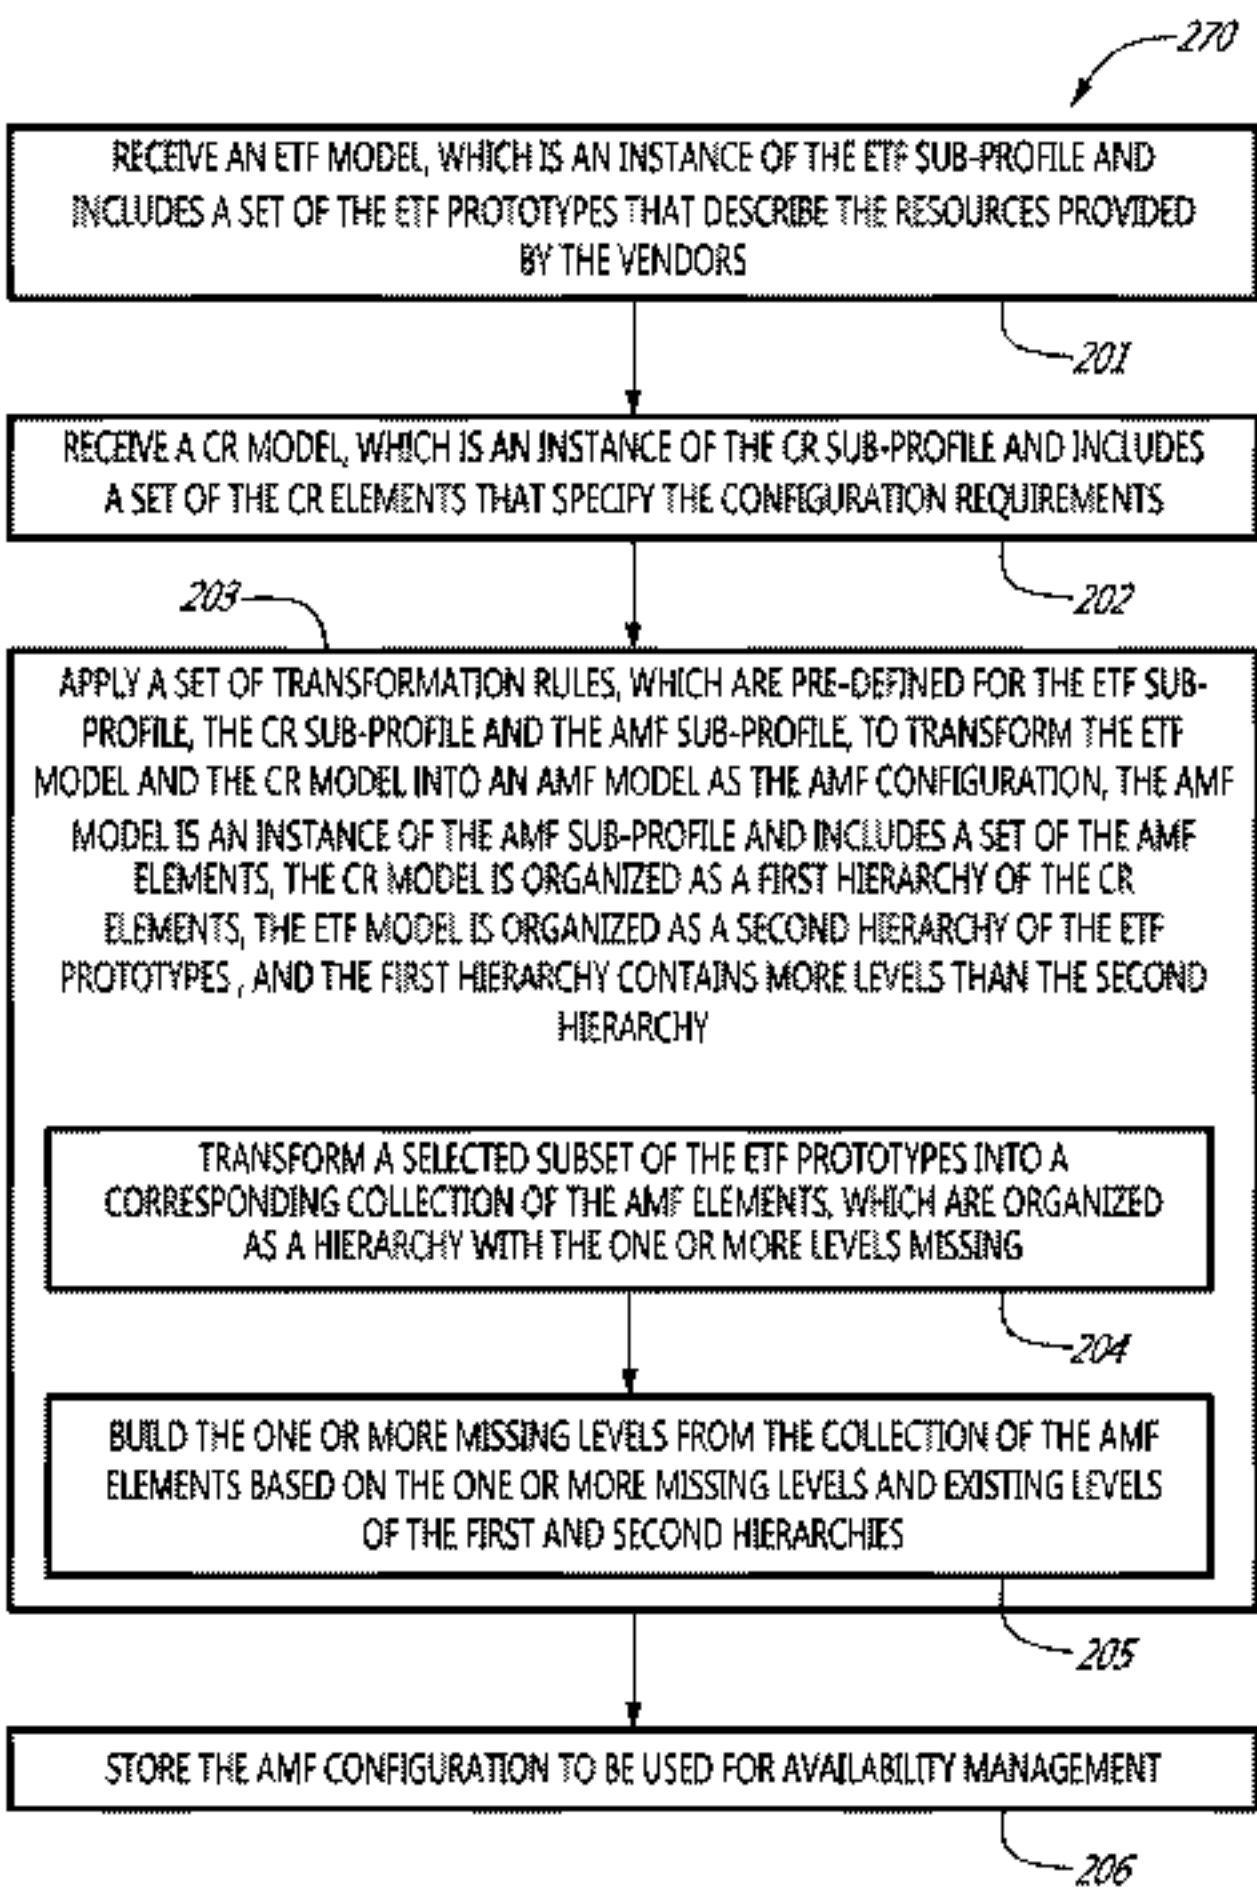 270
RECEIVE AN ETF MODEL, WHICH IS AN INSTANCE OF THE ETF SUB-PROFILE AND
INCLUDES A SET OF THE ETF PROTOTYPES THAT DESCRIBE THE RESOURCES PROVIDED
BY THE VENDORS
201
RECEIVE A CR MODEL, WHICH IS AN INSTANCE OF THE CR SUB-PROFILE AND INCLUDES
A SET OF THE CR ELEMENTS THAT SPECIFY THE CONFIGURATION REQUIREMENTS
202
203
APPLY A SET OF TRANSFORMATION RULES, WHICH ARE PRE-DEFINED FOR THE ETF SUB-
PROFILE, THE CR SUB-PROFILE AND THE AMF SUB-PROFILE, TO TRANSFORM THE ETF
MODEL AND THE CR MODEL INTO AN AMF MODEL AS THE AMF CONFIGURATION, THE AMF
MODEL IS AN INSTANCE OF THE AMF SUB-PROFILE AND INCLUDES A SET OF THE AMF
ELEMENTS, THE CR MODEL IS ORGANIZED AS A FIRST HIERARCHY OF THE CR
ELEMENTS, THE ETF MODEL IS ORGANIZED AS A SECOND HIERARCHY OF THE ETF
PROTOTYPES , AND THE FIRST HIERARCHY CONTAINS MORE LEVELS THAN THE SECOND
HIERARCHY
TRANSFORM A SELECTED SUBSET OF THE ETF PROTOTYPES INTO A
CORRESPONDING COLLECTION OF THE AMF ELEMENTS, WHICH ARE ORGANIZED
AS A HIERARCHY WITH THE ONE OR MORE LEVELS MISSING
204
BUILD THE ONE OR MORE MISSING LEVELS FROM THE COLLECTION OF THE AMF
ELEMENTS BASED ON THE ONE OR MORE MISSING LEVELS AND EXISTING LEVELS
OF THE FIRST AND SECOND HIERARCHIES
205
STORE THE AMF CONFIGURATION TO BE USED FOR AVAILABILITY MANAGEMENT
206